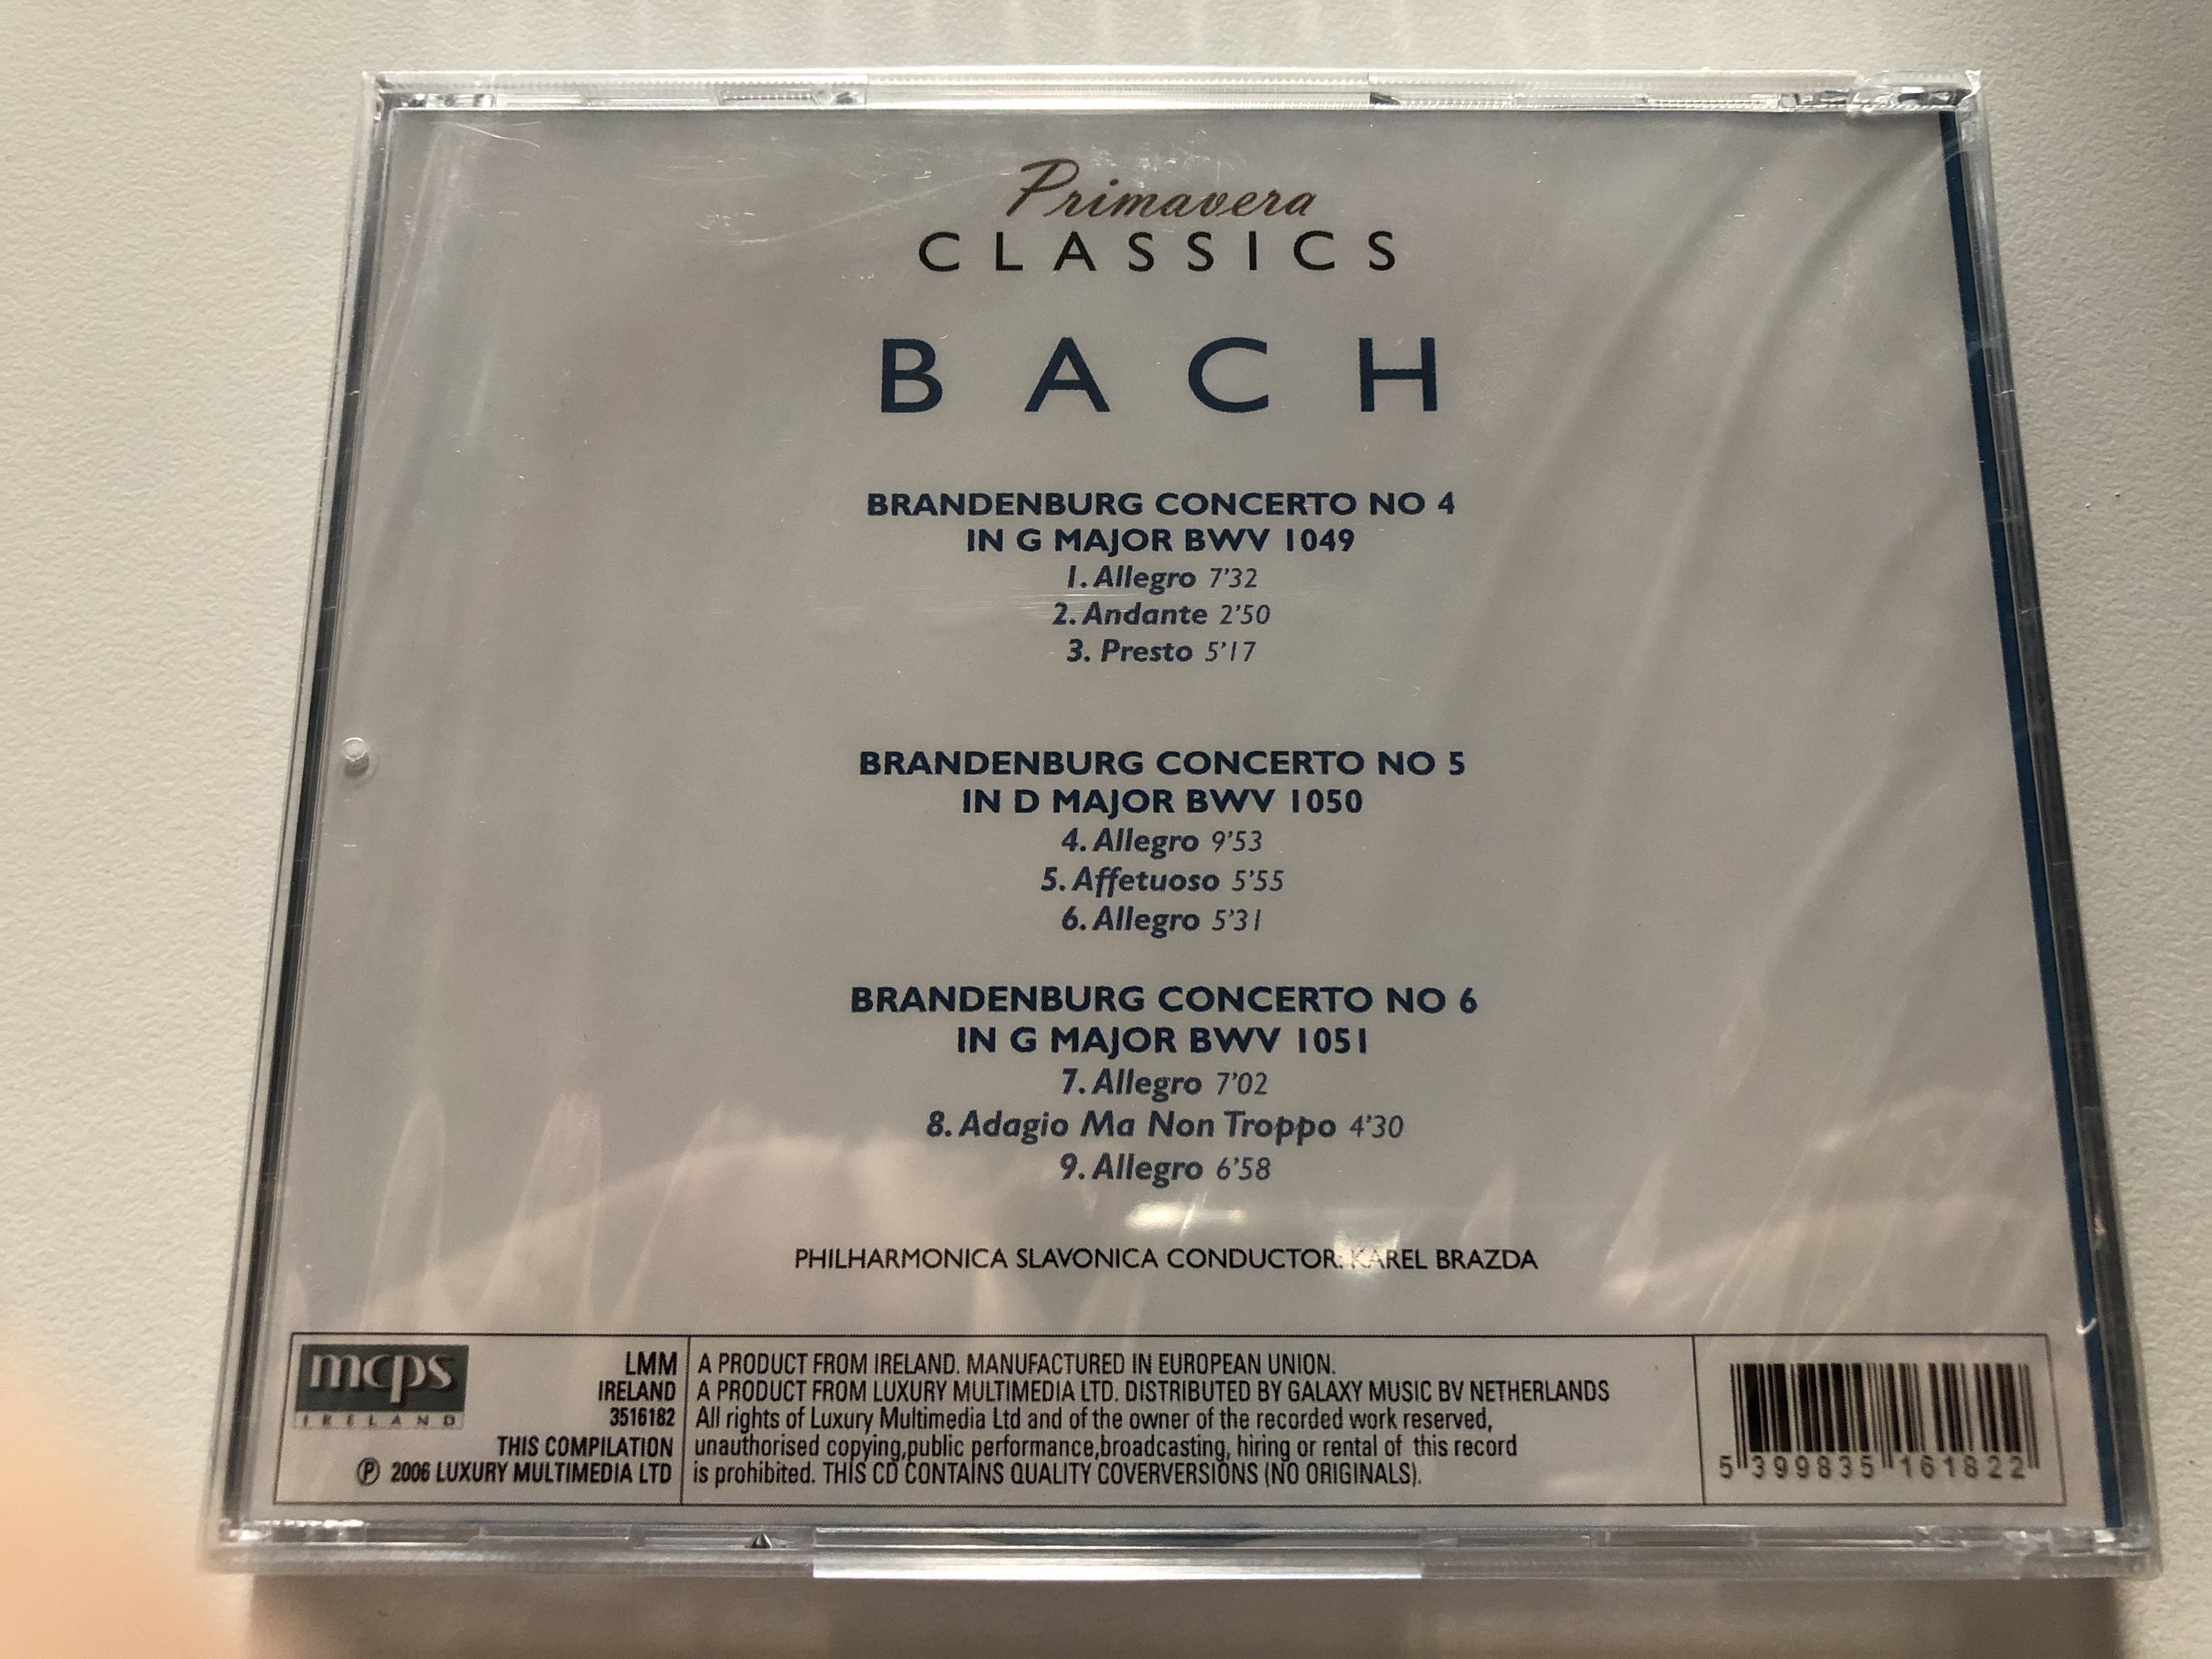 Primavera
CLASSICS
BACH
BRANDENBURG CONCERTO NO 4
IN G MAJOR BWV 1049
1. Allegro 7'32
2. Andante 2'50
3. Presto 5'17
BRANDENBURG CONCERTO NO 5
IN D MAJOR BWV 1050
4. Allegro 9'53
5. Affetuoso 5'55
6. Allegro 5'31
BRANDENBURG CONCERTO NO 6
IN G MAJOR BWV 1051
7. Allegro 7'02
8. Adagio Ma Non Troppo 4'30
9. Allegro 6'58
PHILHARMONICA SLAVONICA CONDUCTOR: KAREL BRAZDA
mcps
IRELAND
LMM
IRELAND
3516182
THIS COMPILATION
Ⓟ 2006 LUXURY MULTIMEDIA LTD
A PRODUCT FROM IRELAND. MANUFACTURED IN EUROPEAN UNION.
A PRODUCT FROM LUXURY MULTIMEDIA LTD. DISTRIBUTED BY GALAXY MUSIC BV NETHERLANDS
All rights of Luxury Multimedia Ltd and of the owner of the recorded work reserved,
unauthorised copying,public performance,broadcasting, hiring or rental of this record
is prohibited. THIS CD CONTAINS QUALITY COVERVERSIONS (NO ORIGINALS).
5 399835 161822